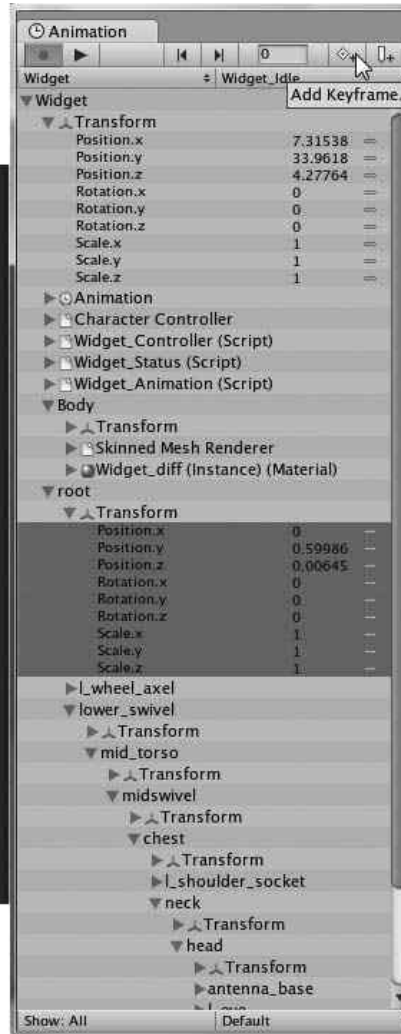 Animation
0
Widget Widget_Idle
Add Keyframe.
Widget
Transform
Position.x 7.31538
Position.y 33.9618
Position.z 4.27764
Rotation.x 0
Rotation.y 0
Rotation.z 0
Scale.x 1
Scale.y 1
Scale.z 1
Animation
Character Controller
Widget_Controller (Script)
Widget_Status (Script)
Widget_Animation (Script)
Body
Transform
Skinned Mesh Renderer
Widget_diff (Instance) (Material)
root
Transform
Position.x 0
Position.y 0.59986
Position.z 0.00645
Rotation.x 0
Rotation.y 0
Rotation.z 0
Scale.x 1
Scale.y 1
Scale.z 1
l_wheel_axel
lower_swivel
Transform
mid_torso
Transform
midswivel
Transform
chest
Transform
l_shoulder_socket
neck
Transform
head
Transform
antenna_base
Show: All Default